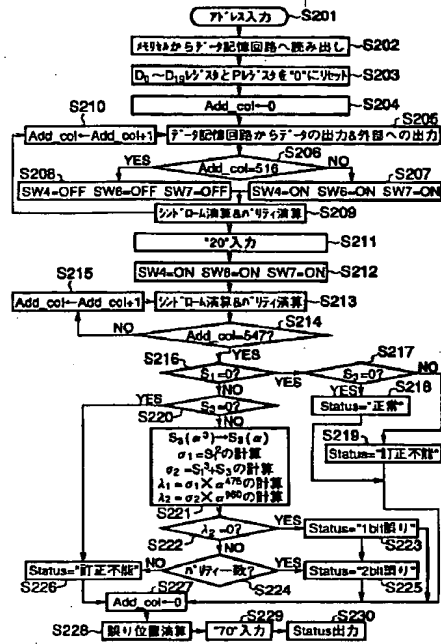 アドレス入力 S201
メモリセルからデータ記憶回路へ読み出し S202
D0～D19レジスタとPレジスタを"0"にリセット S203
Add_col←0 S204
S210 S205
Add_col←Add_col+1 データ記憶回路からデータの出力&外部への出力
S206
YES Add_col=516 NO
S208 S207
SW4=OFF SW6=OFF SW7=OFF SW4=ON SW6=ON SW7=ON
シンドローム演算&パリティ演算 S209
"20"入力 S211
S215 SW4=ON SW6=ON SW7=ON S212
Add_col←Add_col+1 シンドローム演算&パリティ演算 S213
NO Add_col=547? S214
S216 YES S217
S1=0? YES S3=0? NO
S220 NO YES S218
S3=0? Status="正常"
YES NO S219
S3(α³)→S3(α) Status="訂正不能"
σ1=S1²の計算
σ2=S1³+S3の計算
λ1=σ1×α⁴⁷⁶の計算
λ2=σ2×α⁹⁶⁰の計算
S221
λ2=0? YES Status="1bit誤り"
S222 NO S223
Status="訂正不能" NO パリティ一致? YES Status="2bit誤り"
S226 S227 S224 S225
Add_col←0 S229 S230
S228 誤り位置演算 "70"入力 Status出力